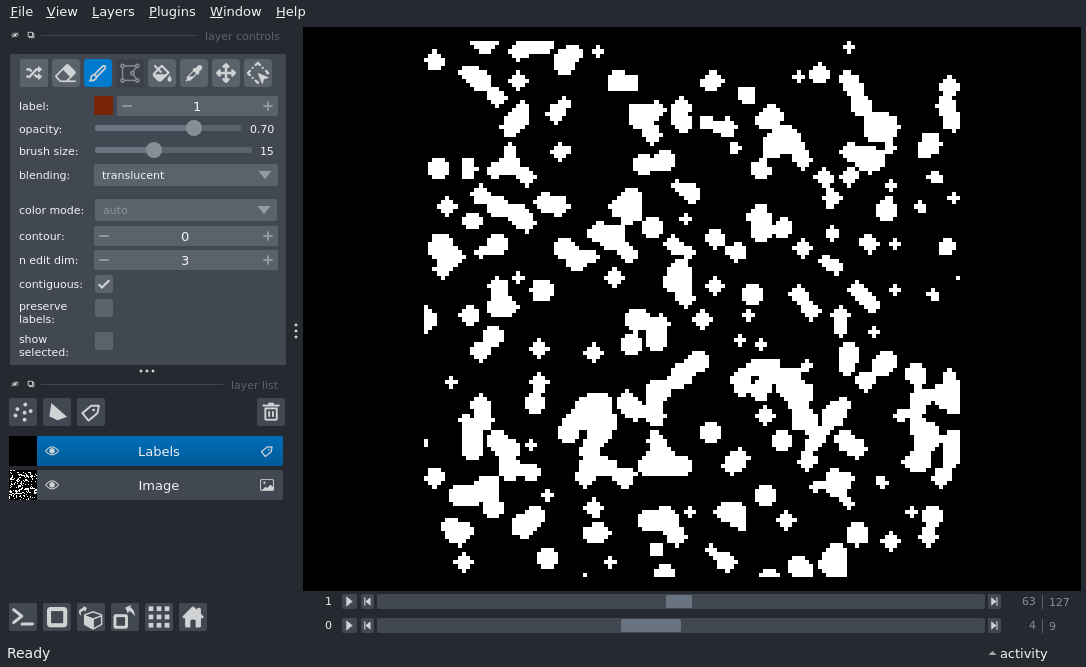 File View Layers Plugins Window Help
layer controls
label: 1
opacity: 0.70
brush size: 15
blending: translucent
color mode: auto
contour: 0
n edit dim: 3
contiguous:
preserve
labels:
show
selected:
layer list
Labels
Image
1 63 127
0 4 9
Ready activity